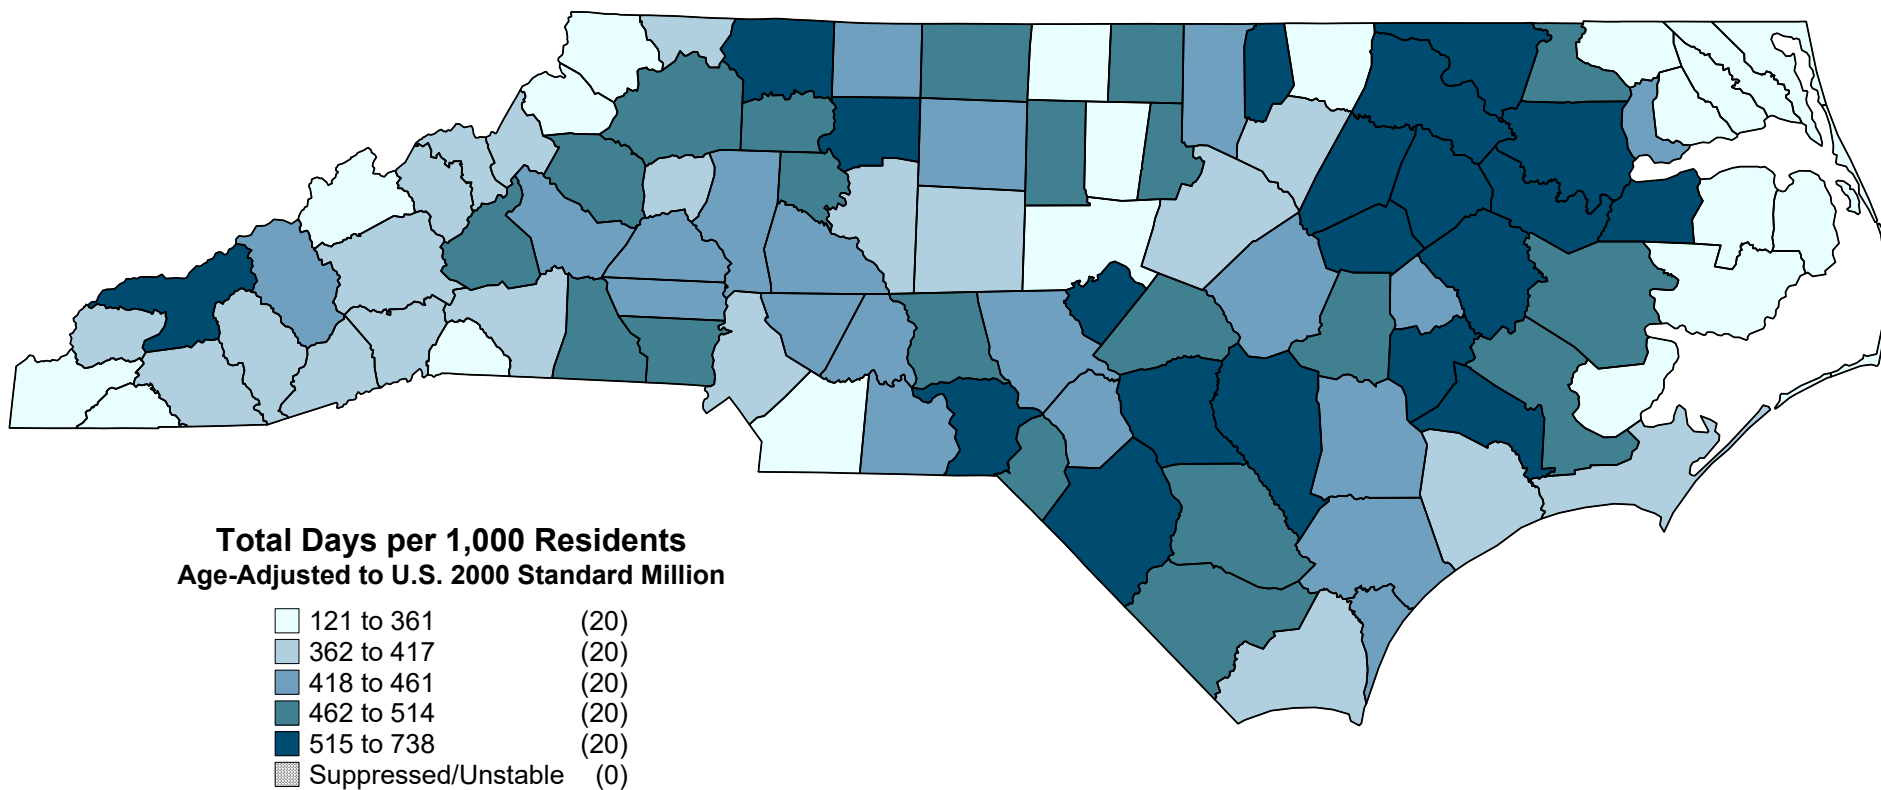 Total Days per 1,000 Residents
Age-Adjusted to U.S. 2000 Standard Million
121 to 361 (20)
362 to 417 (20)
418 to 461 (20)
462 to 514 (20)
515 to 738 (20)
Suppressed/Unstable (0)